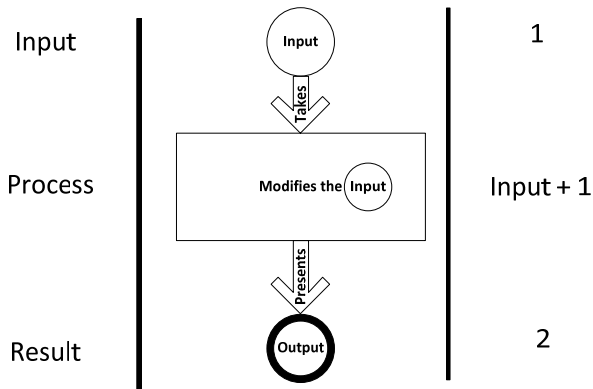 Input
Input
1
Takes
Process
Modifies the Input
Input + 1
Presents
Result
Output
2